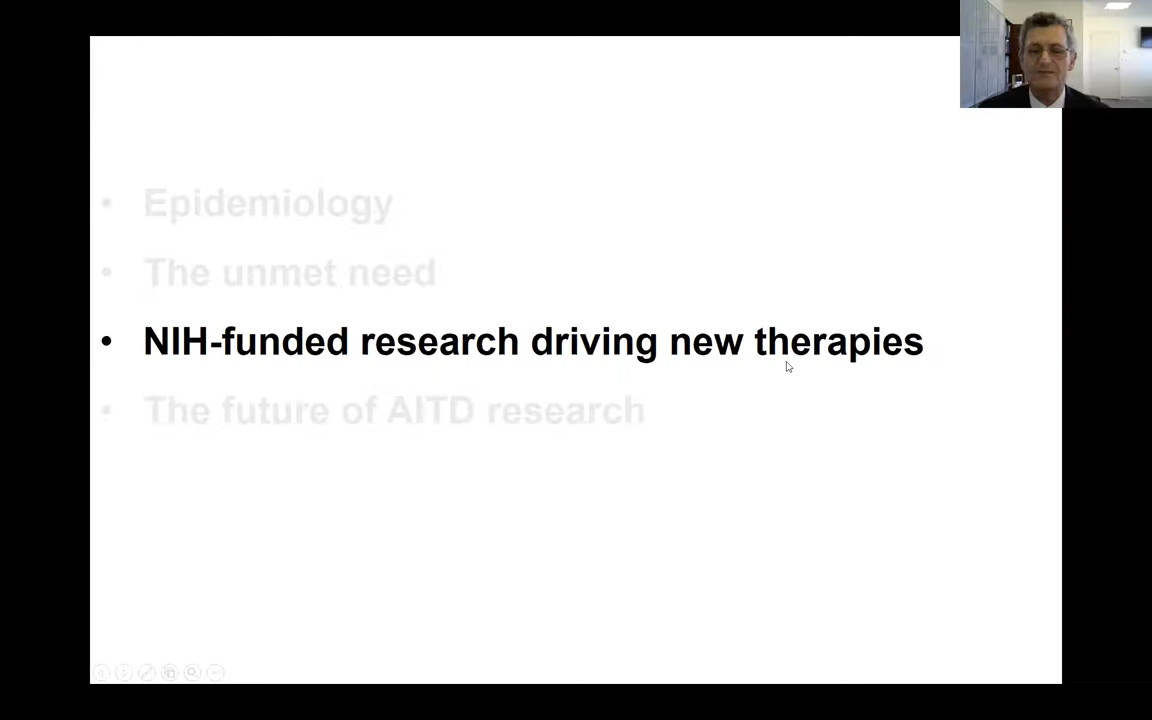 • Epidemiology
• The unmet need
• NIH-funded research driving new therapies
• The future of AITD research